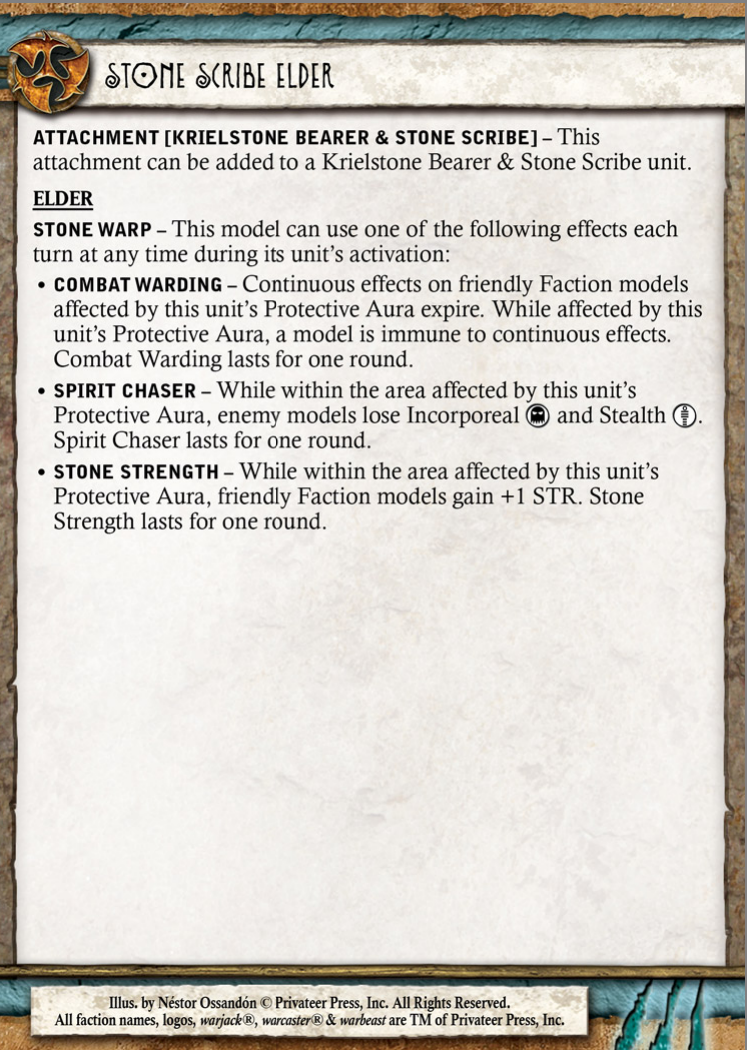 STONE SCRIBE ELDER
ATTACHMENT [KRIELSTONE BEARER & STONE SCRIBE] – This
attachment can be added to a Krielstone Bearer & Stone Scribe unit.
ELDER
STONE WARP – This model can use one of the following effects each
turn at any time during its unit's activation:
• COMBAT WARDING – Continuous effects on friendly Faction models
affected by this unit's Protective Aura expire. While affected by this
unit's Protective Aura, a model is immune to continuous effects.
Combat Warding lasts for one round.
• SPIRIT CHASER – While within the area affected by this unit's
Protective Aura, enemy models lose Incorporeal and Stealth .
Spirit Chaser lasts for one round.
• STONE STRENGTH – While within the area affected by this unit's
Protective Aura, friendly Faction models gain +1 STR. Stone
Strength lasts for one round.
Illus. by Néstor Ossandón © Privateer Press, Inc. All Rights Reserved.
All faction names, logos, warjack®, warcaster® & warbeast are TM of Privateer Press, Inc.